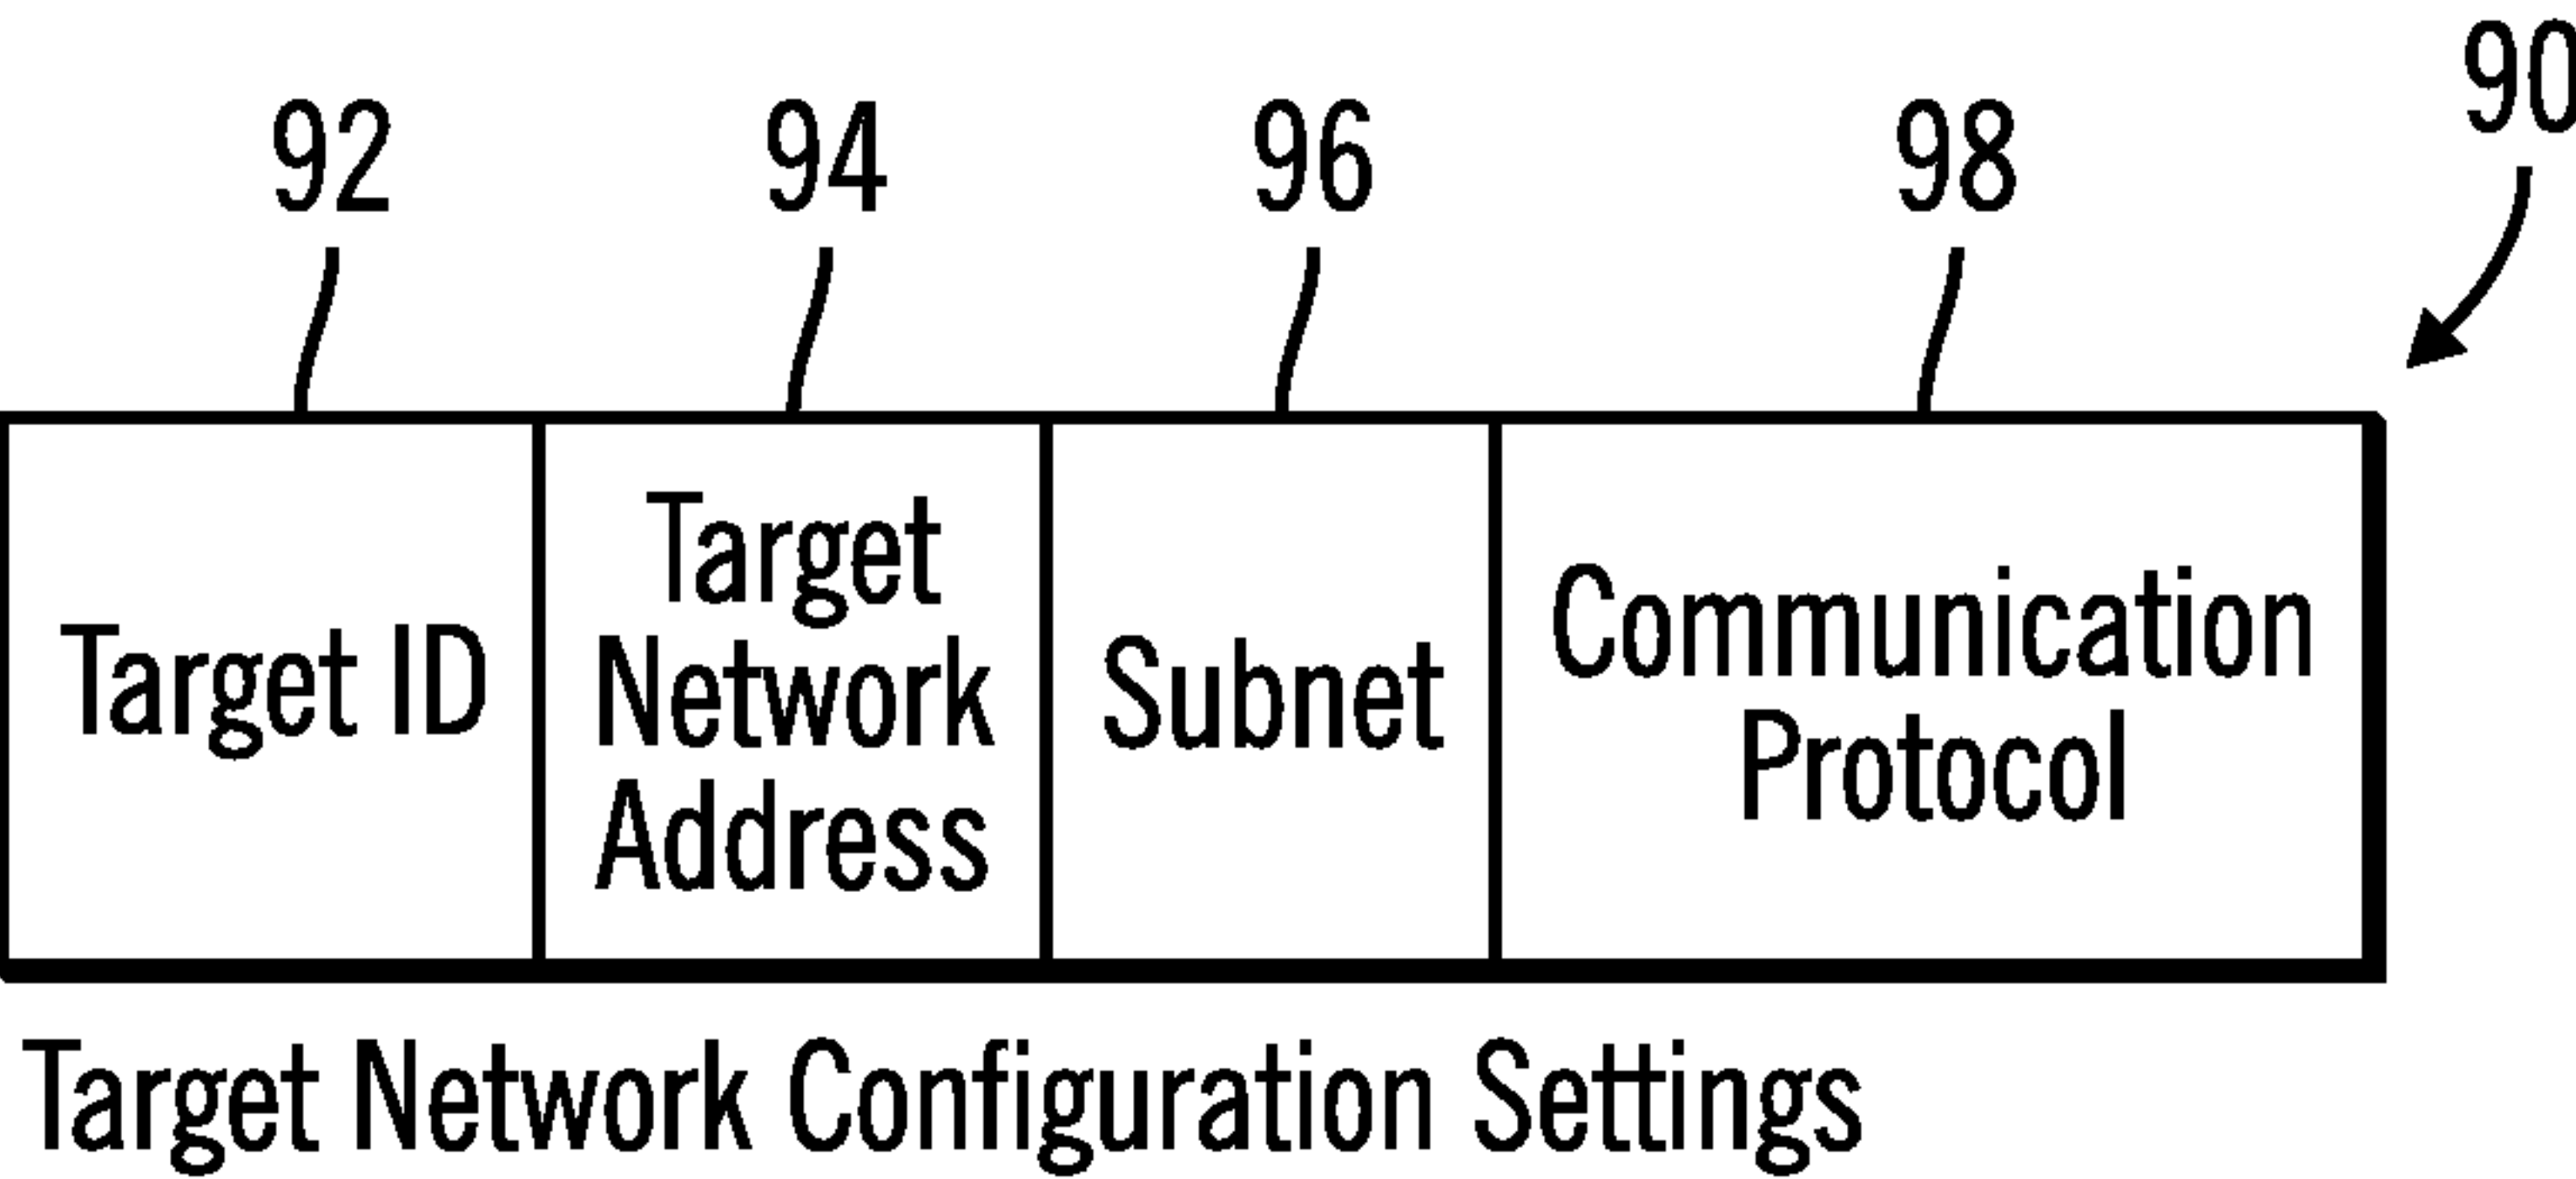 90
92 94 96 98
Target ID
Target
Network
Address
Subnet
Communication
Protocol
Target Network Configuration Settings